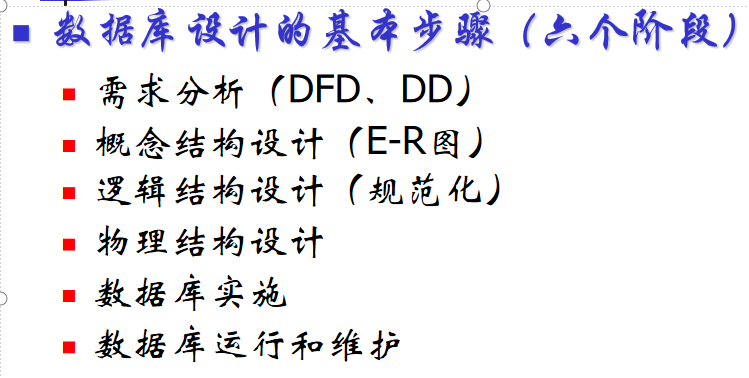 数据库设计的基本步骤（六个阶段）
需求分析（DFD、DD）
概念结构设计（E-R图）
逻辑结构设计（规范化）
物理结构设计
数据库实施
数据库运行和维护